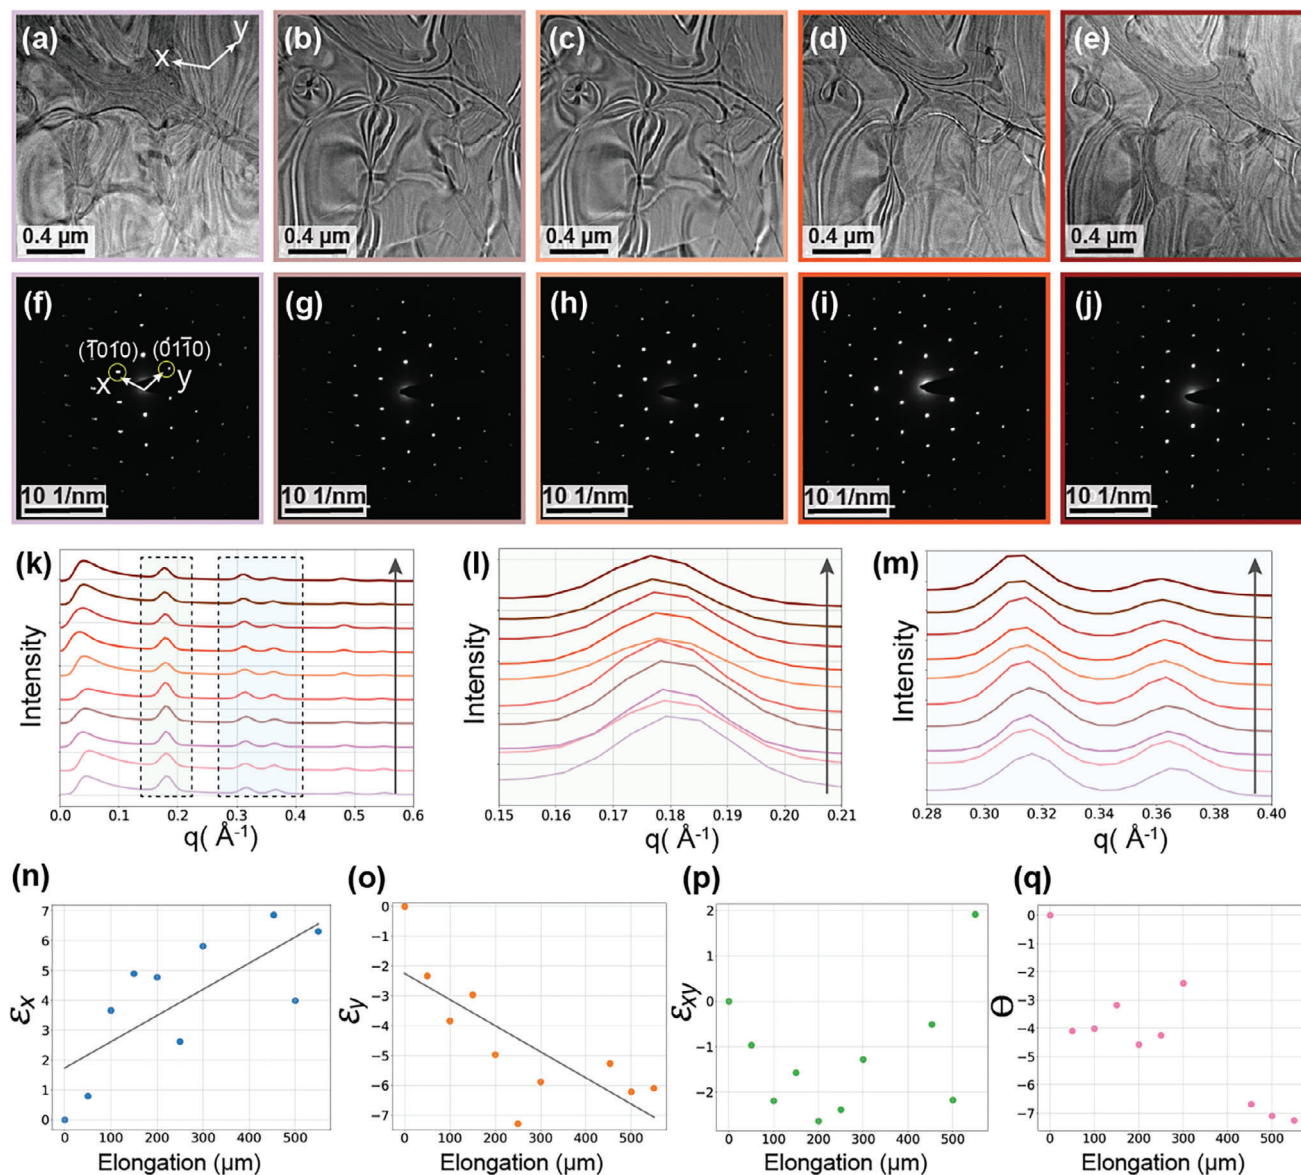 (a) x y
(b)
(c)
(d)
(e)
0.4 μm
0.4 μm
0.4 μm
0.4 μm
0.4 μm
(f)
(g)
(h)
(i)
(j)
(1̄010) (011̄0)
x y
10 1/nm
10 1/nm
10 1/nm
10 1/nm
10 1/nm
(k)
Intensity
0.0 0.1 0.2 0.3 0.4 0.5 0.6
q( Å⁻¹)
(l)
Intensity
0.15 0.16 0.17 0.18 0.19 0.20 0.21
q( Å⁻¹)
(m)
Intensity
0.28 0.30 0.32 0.34 0.36 0.38 0.40
q( Å⁻¹)
(n)
εx
7
6
5
4
3
2
1
0
0 100 200 300 400 500
Elongation (μm)
(o)
εy
0
−1
−2
−3
−4
−5
−6
−7
0 100 200 300 400 500
Elongation (μm)
(p)
εxy
2
1
0
−1
−2
0 100 200 300 400 500
Elongation (μm)
(q)
Θ
0
−1
−2
−3
−4
−5
−6
−7
0 100 200 300 400 500
Elongation (μm)